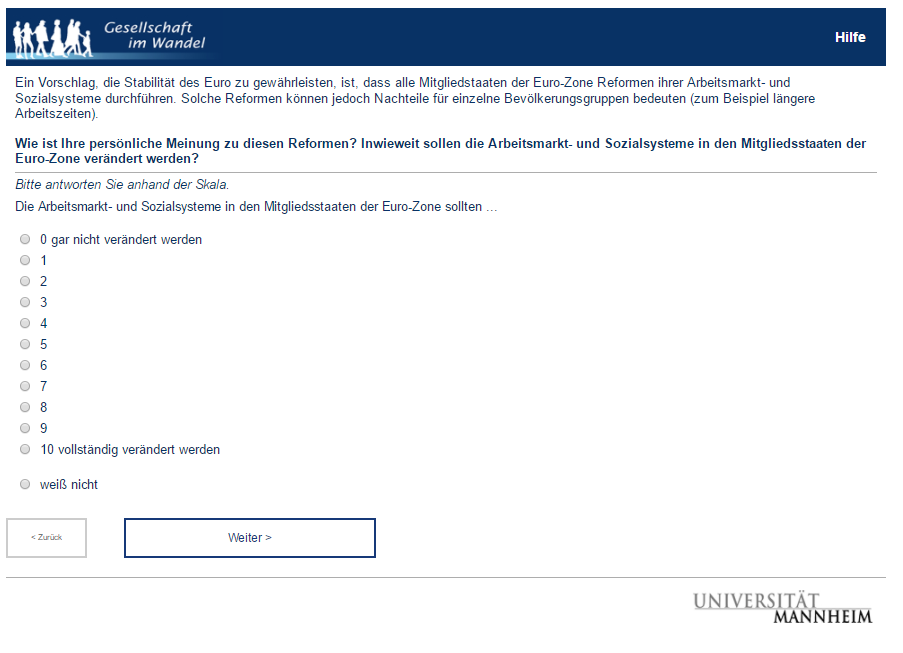 Gesellschaft
im Wandel
Hilfe
Ein Vorschlag, die Stabilität des Euro zu gewährleisten, ist, dass alle Mitgliedstaaten der Euro-Zone Reformen ihrer Arbeitsmarkt- und
Sozialsysteme durchführen. Solche Reformen können jedoch Nachteile für einzelne Bevölkerungsgruppen bedeuten (zum Beispiel längere
Arbeitszeiten).
Wie ist Ihre persönliche Meinung zu diesen Reformen? Inwieweit sollen die Arbeitsmarkt- und Sozialsysteme in den Mitgliedsstaaten der
Euro-Zone verändert werden?
Bitte antworten Sie anhand der Skala.
Die Arbeitsmarkt- und Sozialsysteme in den Mitgliedsstaaten der Euro-Zone sollten ...
0 gar nicht verändert werden
1
2
3
4
5
6
7
8
9
10 vollständig verändert werden
weiß nicht
< Zurück
Weiter >
UNIVERSITÄT
MANNHEIM